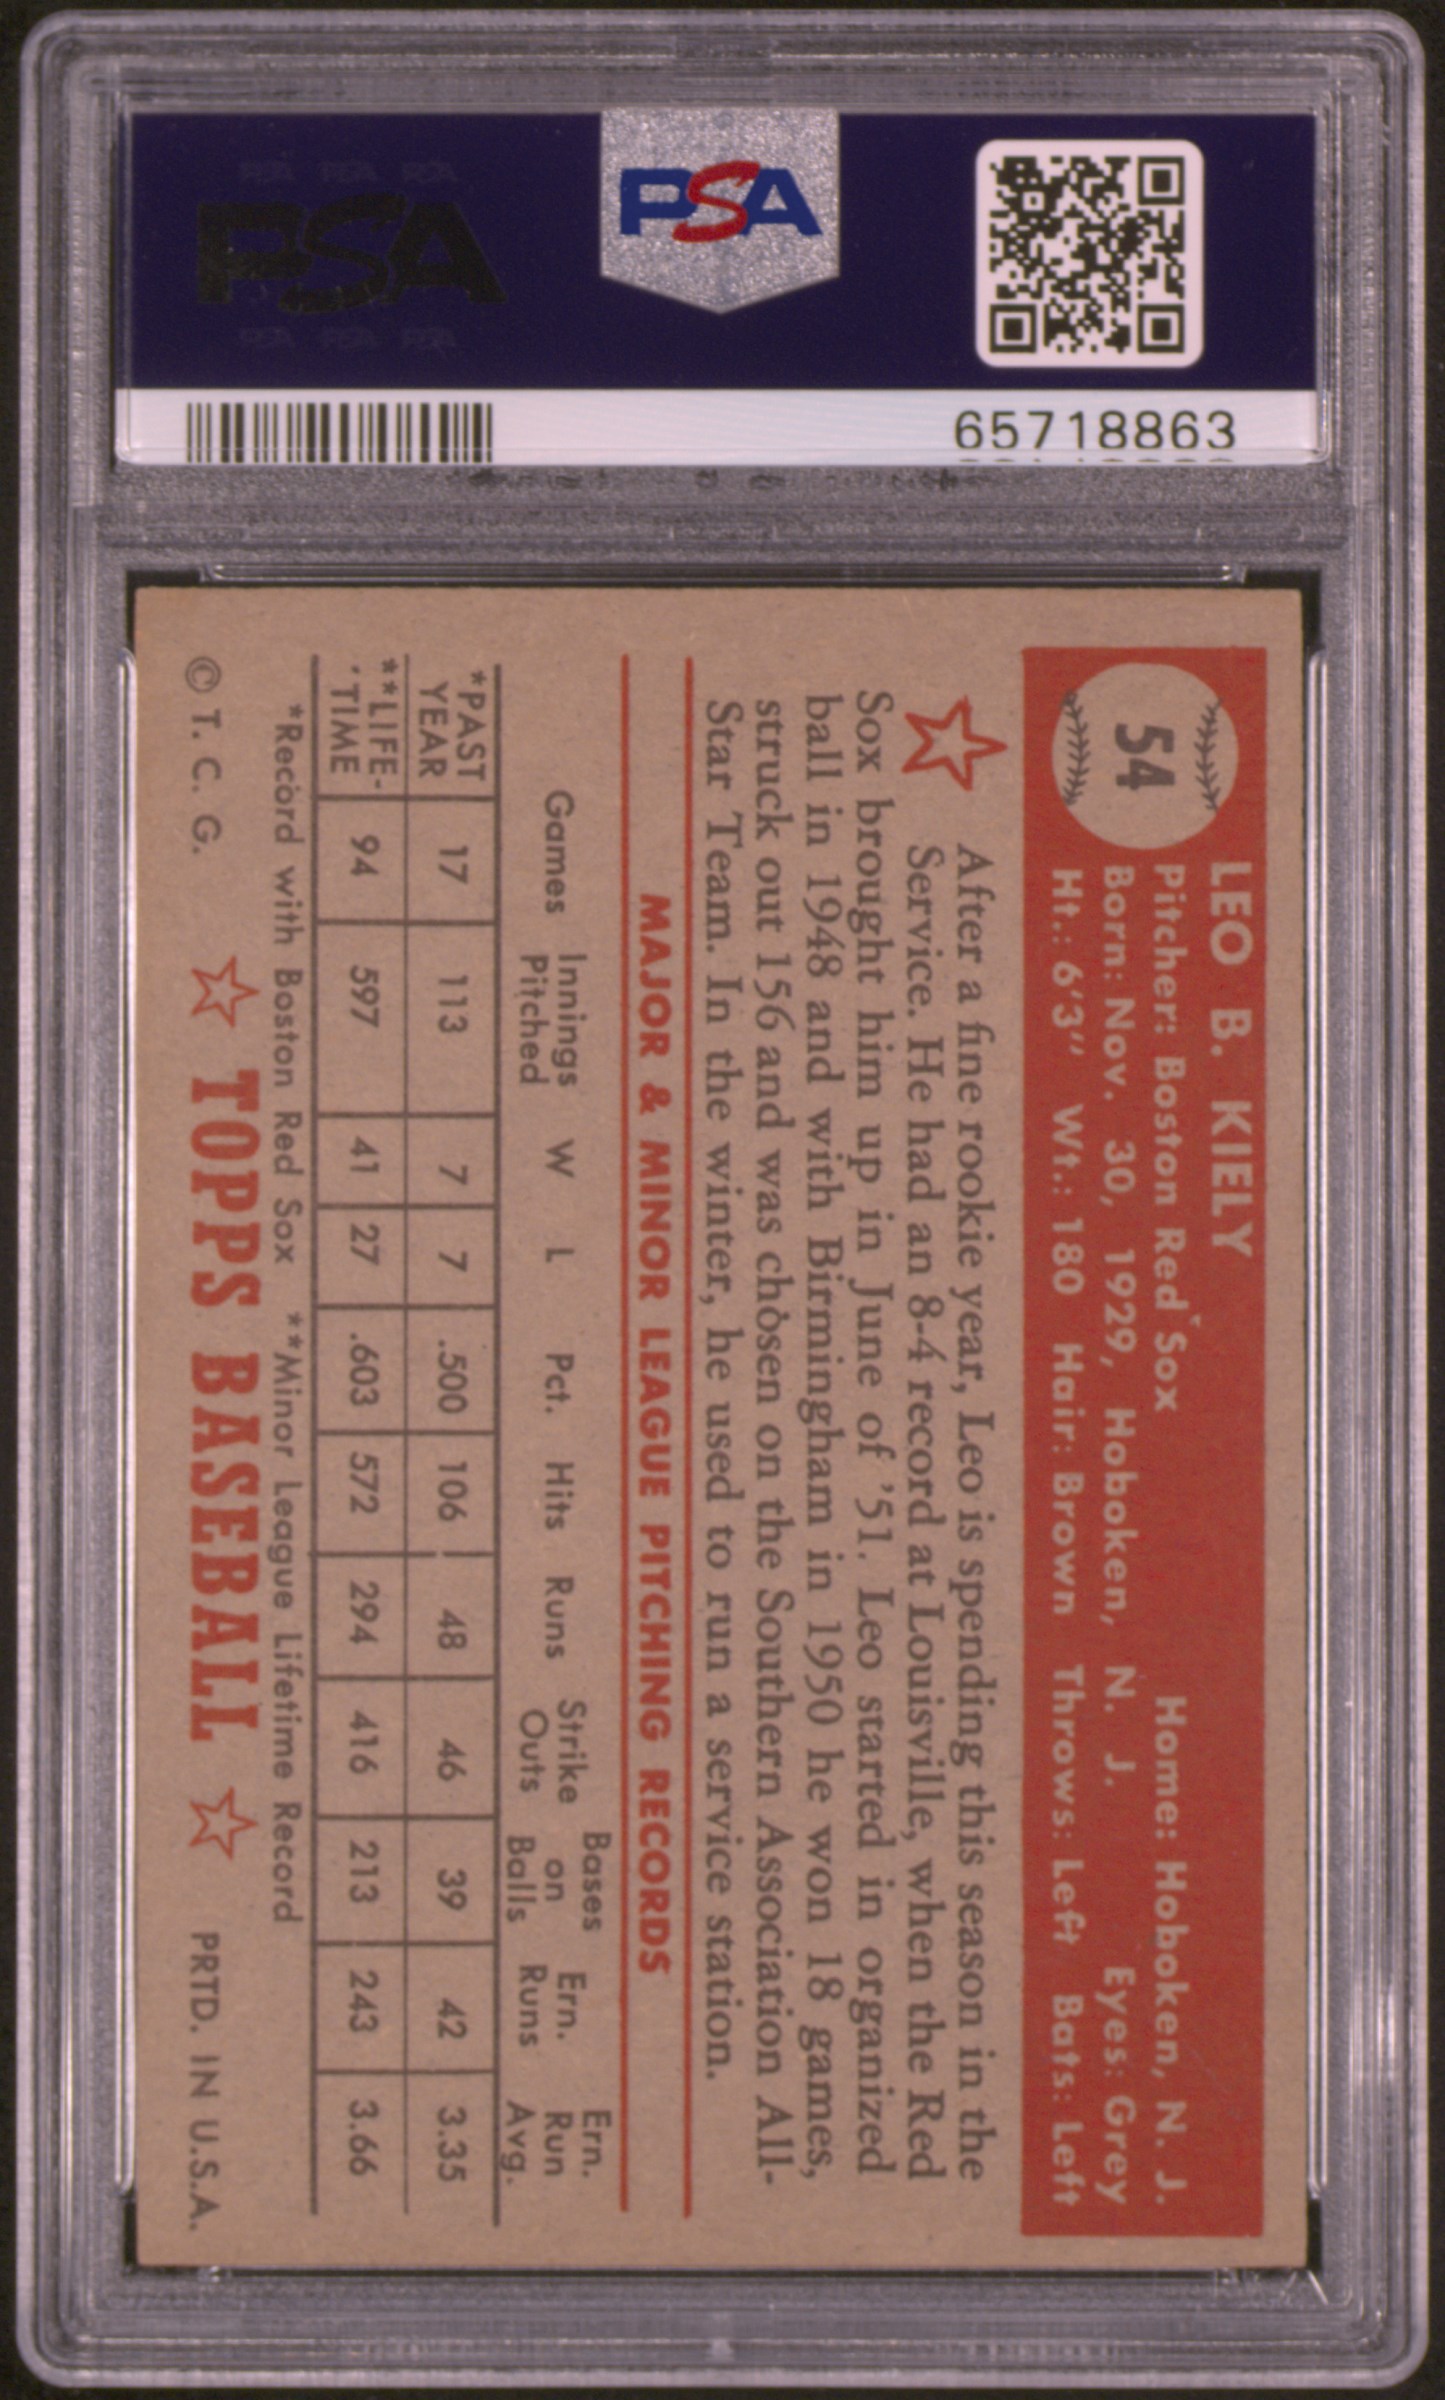 PSA
PSA
65718863
54
LEO B. KIELY
Pitcher: Boston Red Sox Home: Hoboken, N. J.
Born: Nov. 30, 1929, Hoboken, N. J. Eyes: Grey
Ht.: 6'3" Wt.: 180 Hair: Brown Throws: Left Bats: Left
After a fine rookie year, Leo is spending this season in the
Service. He had an 8-4 record at Louisville, when the Red
Sox brought him up in June of '51. Leo started in organized
ball in 1948 and with Birmingham in 1950 he won 18 games,
struck out 156 and was chosen on the Southern Association All-
Star Team. In the winter, he used to run a service station.
MAJOR & MINOR LEAGUE PITCHING RECORDS
Games Innings Pitched W L Pct. Hits Runs Strike Outs Bases on Balls Ern. Runs Ern. Run Avg.
*PAST YEAR 17 113 7 7 .500 106 48 46 39 42 3.35
**LIFE-TIME 94 597 41 27 .603 572 294 416 213 243 3.66
*Record with Boston Red Sox **Minor League Lifetime Record
© T. C. G. TOPPS BASEBALL PRTD. IN U.S.A.